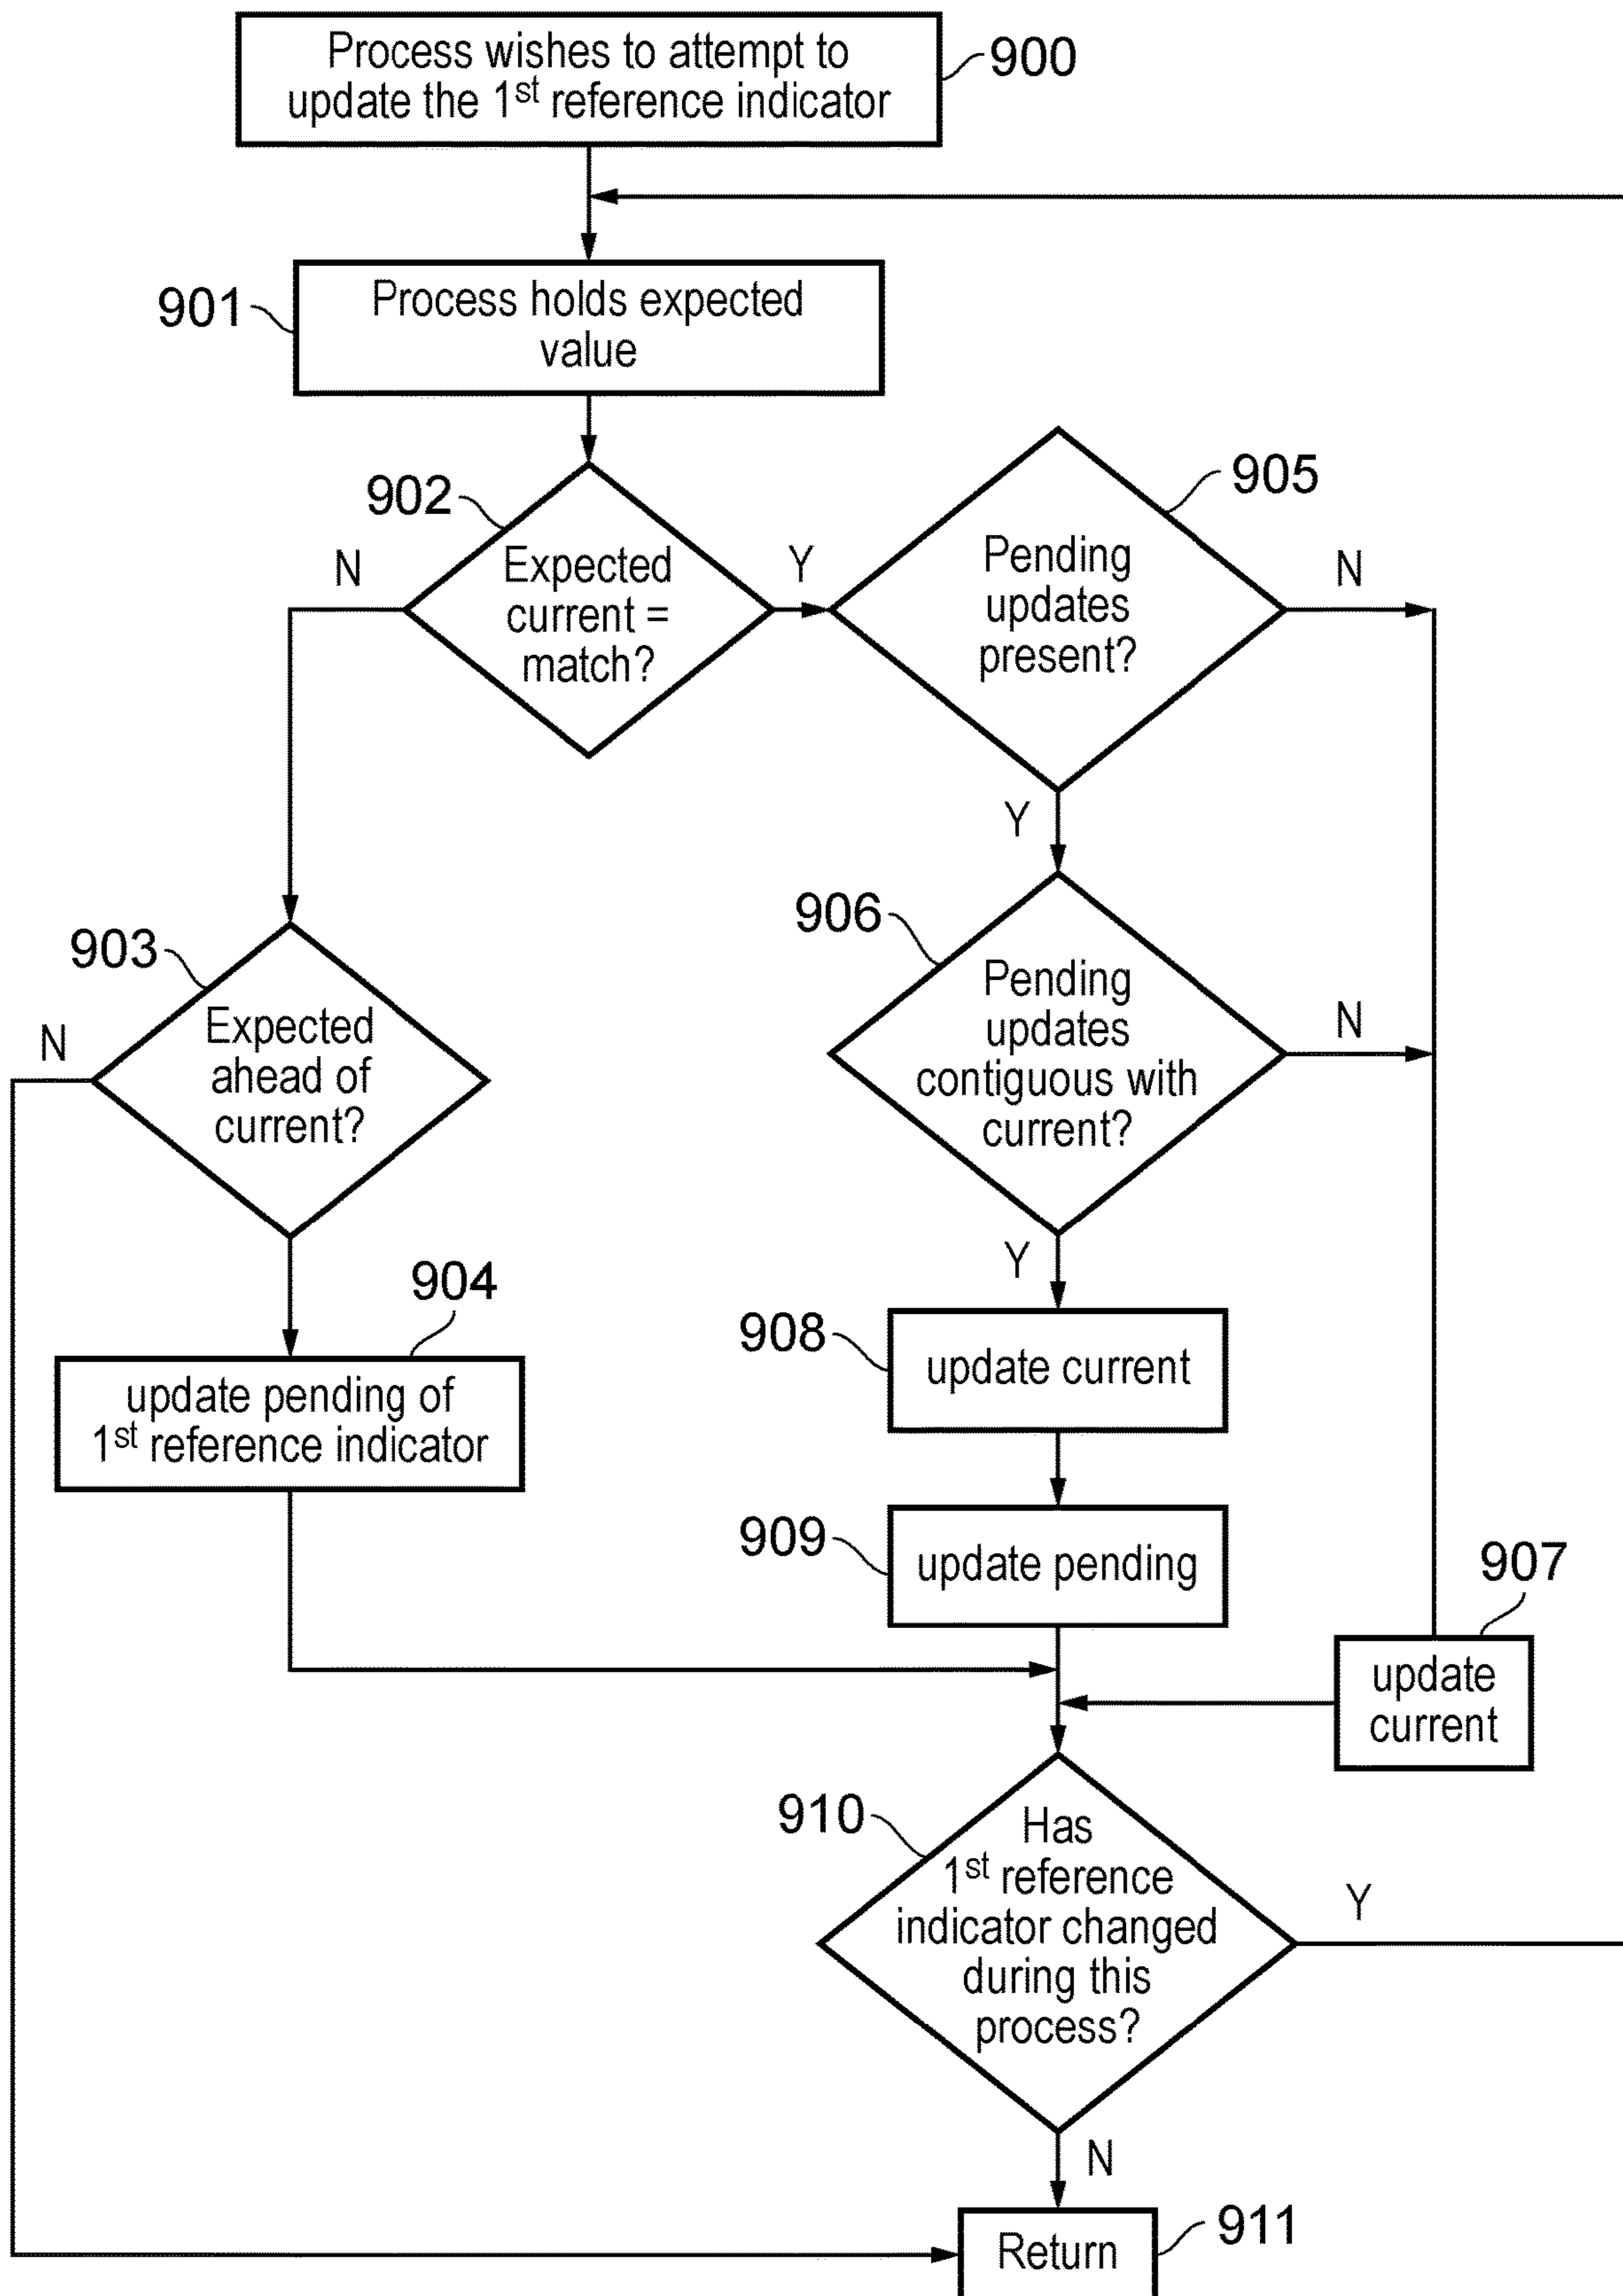 Process wishes to attempt to
update the 1st reference indicator
900
901
Process holds expected
value
902
N
Expected
current =
match?
Y
905
Pending
updates
present?
N
Y
903
N
Expected
ahead of
current?
906
Pending
updates
contiguous with
current?
N
Y
904
update pending of
1st reference indicator
908
update current
909
update pending
907
update
current
910
Has
1st reference
indicator changed
during this
process?
Y
N
Return
911